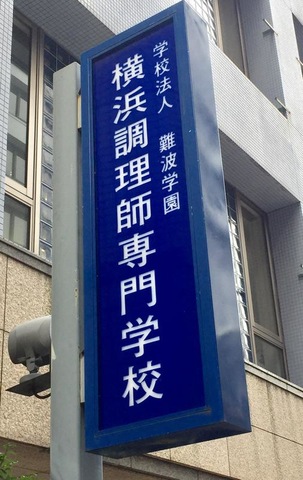 学校法人 難波学園
横浜調理師専門学校